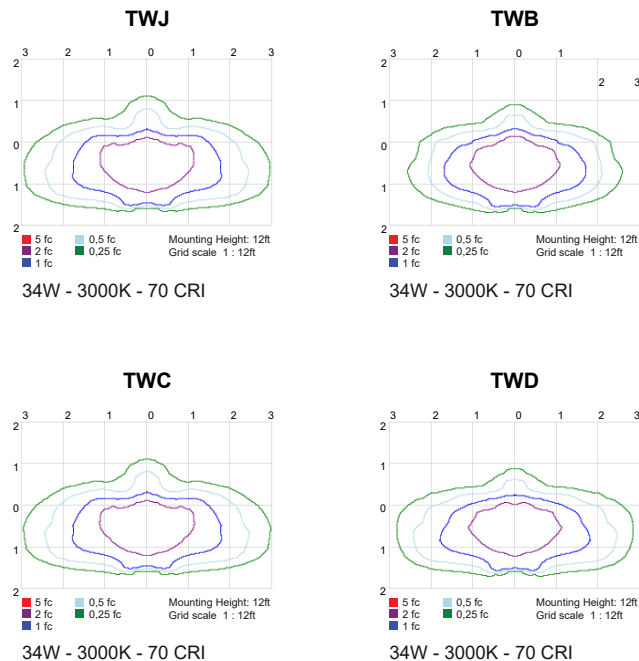 TWJ
3 2 1 0 1 2 3
2
1
0
1
2
5 fc 0,5 fc Mounting Height: 12ft
2 fc 0,25 fc Grid scale 1 : 12ft
1 fc
34W - 3000K - 70 CRI
TWB
3 2 1 0 1
2 3
2
1
0
1
2
5 fc 0,5 fc Mounting Height: 12ft
2 fc 0,25 fc Grid scale 1 : 12ft
1 fc
34W - 3000K - 70 CRI
TWC
3 2 1 0 1 2 3
2
1
0
1
2
5 fc 0,5 fc Mounting Height: 12ft
2 fc 0,25 fc Grid scale 1 : 12ft
1 fc
34W - 3000K - 70 CRI
TWD
3 2 1 0 1 2 3
2
1
0
1
2
5 fc 0,5 fc Mounting Height: 12ft
2 fc 0,25 fc Grid scale 1 : 12ft
1 fc
34W - 3000K - 70 CRI